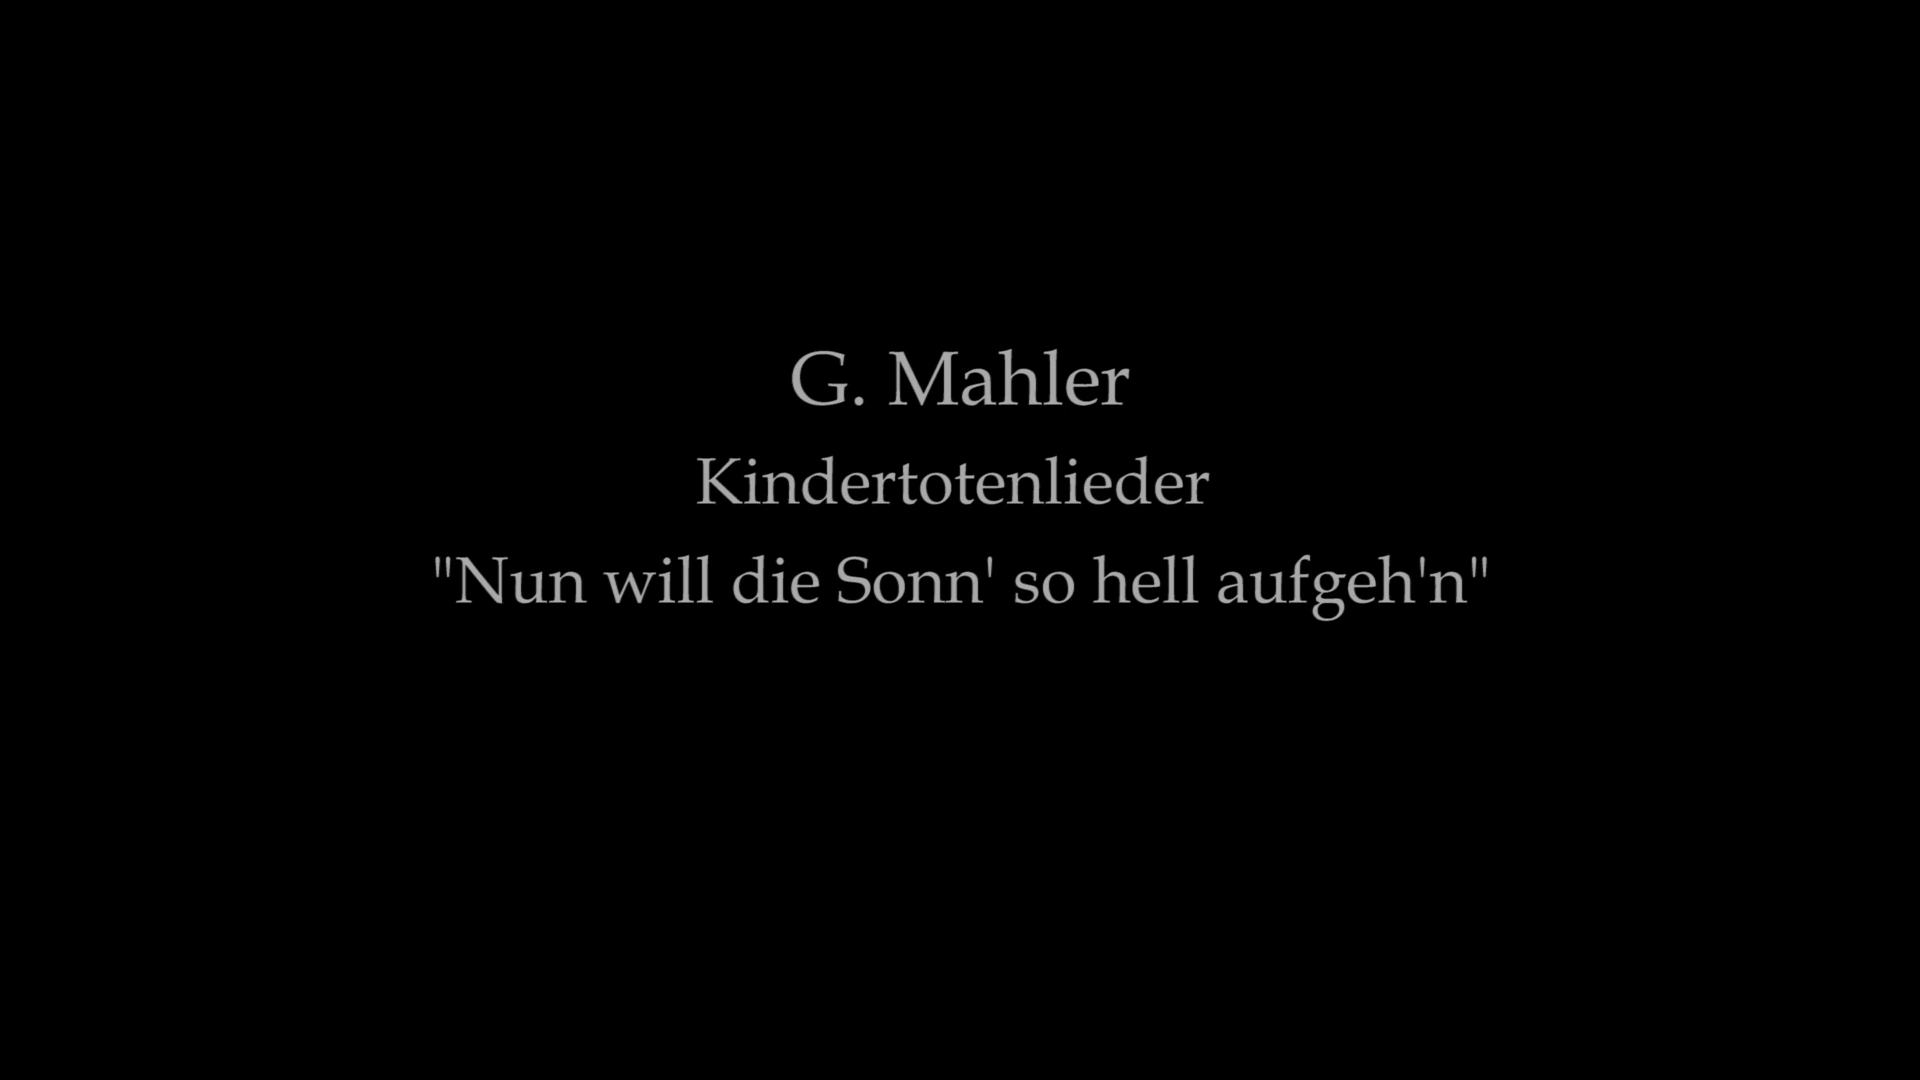 G. Mahler
Kindertotenlieder
"Nun will die Sonn' so hell aufgeh'n"